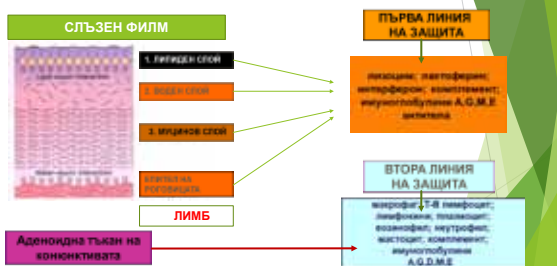 СЛЪЗЕН ФИЛМ
1. ЛИПИДЕН СЛОЙ
2. ВОДЕН СЛОЙ
3. МУЦИНОВ СЛОЙ
ЕПИТЕЛ НА
РОГОВИЦАТА
ЛИМБ
Аденоидна тъкан на
конюнктивата
ПЪРВА ЛИНИЯ
НА ЗАЩИТА
лизоцим; лактоферин;
интерферон; комплемент;
имуноглобулини A,G,M,E
антитела
ВТОРА ЛИНИЯ
НА ЗАЩИТА
макрофаг; Т-В лимфоцит;
лимфокини; плазмоцит;
еозинофил; неутрофил;
мастоцит; комплемент;
имуноглобулини
A,G,D,M,E